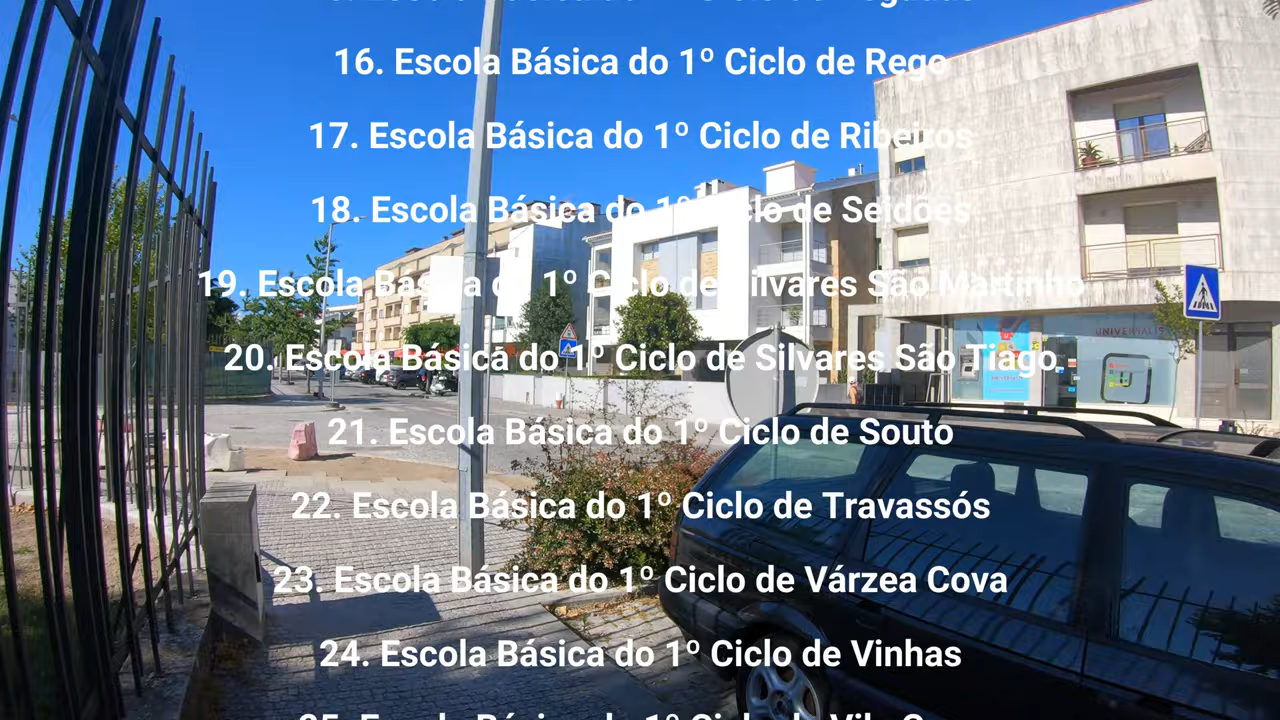 16. Escola Básica do 1º Ciclo de Rego
17. Escola Básica do 1º Ciclo de Ribeiros
18. Escola Básica do 1º Ciclo de Seidões
19. Escola Básica do 1º Ciclo de Silvares São Martinho
20. Escola Básica do 1º Ciclo de Silvares São Tiago
21. Escola Básica do 1º Ciclo de Souto
22. Escola Básica do 1º Ciclo de Travassós
23. Escola Básica do 1º Ciclo de Várzea Cova
24. Escola Básica do 1º Ciclo de Vinhas
UNIVERSALIS